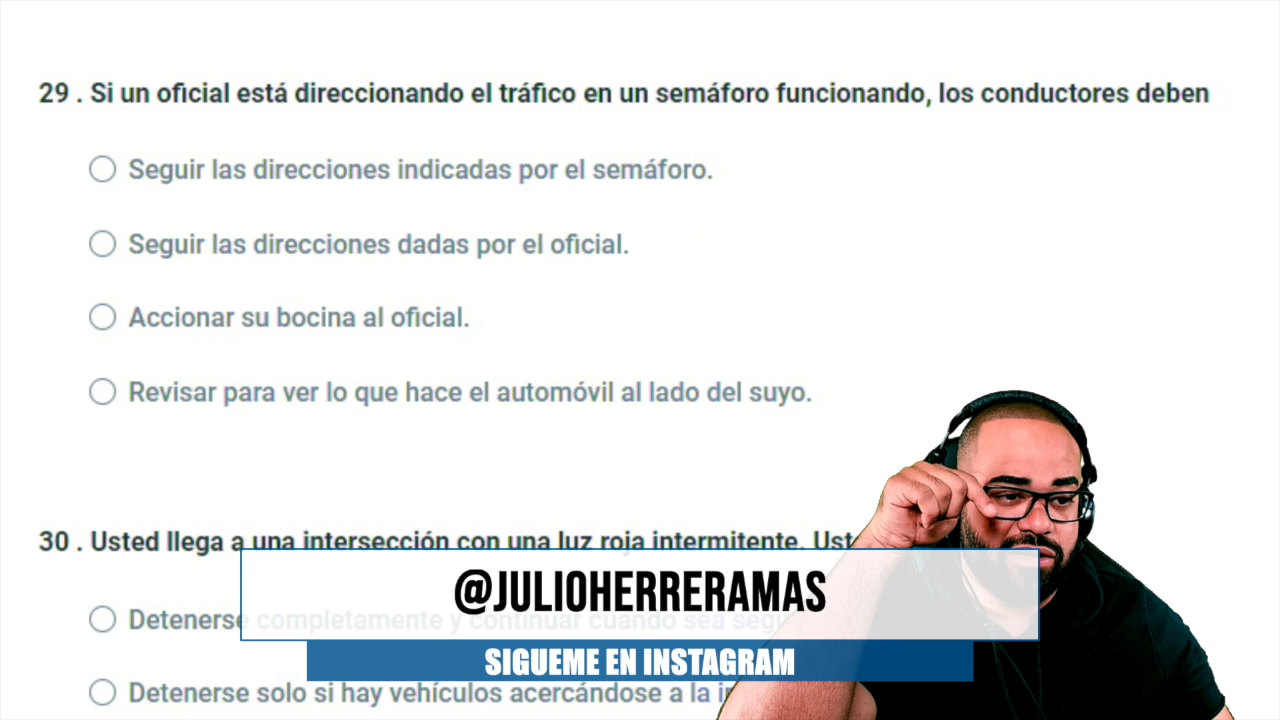 29 . Si un oficial está direccionando el tráfico en un semáforo funcionando, los conductores deben
Seguir las direcciones indicadas por el semáforo.
Seguir las direcciones dadas por el oficial.
Accionar su bocina al oficial.
Revisar para ver lo que hace el automóvil al lado del suyo.
30 . Usted llega a una intersección con una luz roja intermitente. Ust
@JULIOHERRERAMAS
Detenerse completamente y continuar cuando sea
SIGUEME EN INSTAGRAM
Detenerse solo si hay vehículos acercándose a la